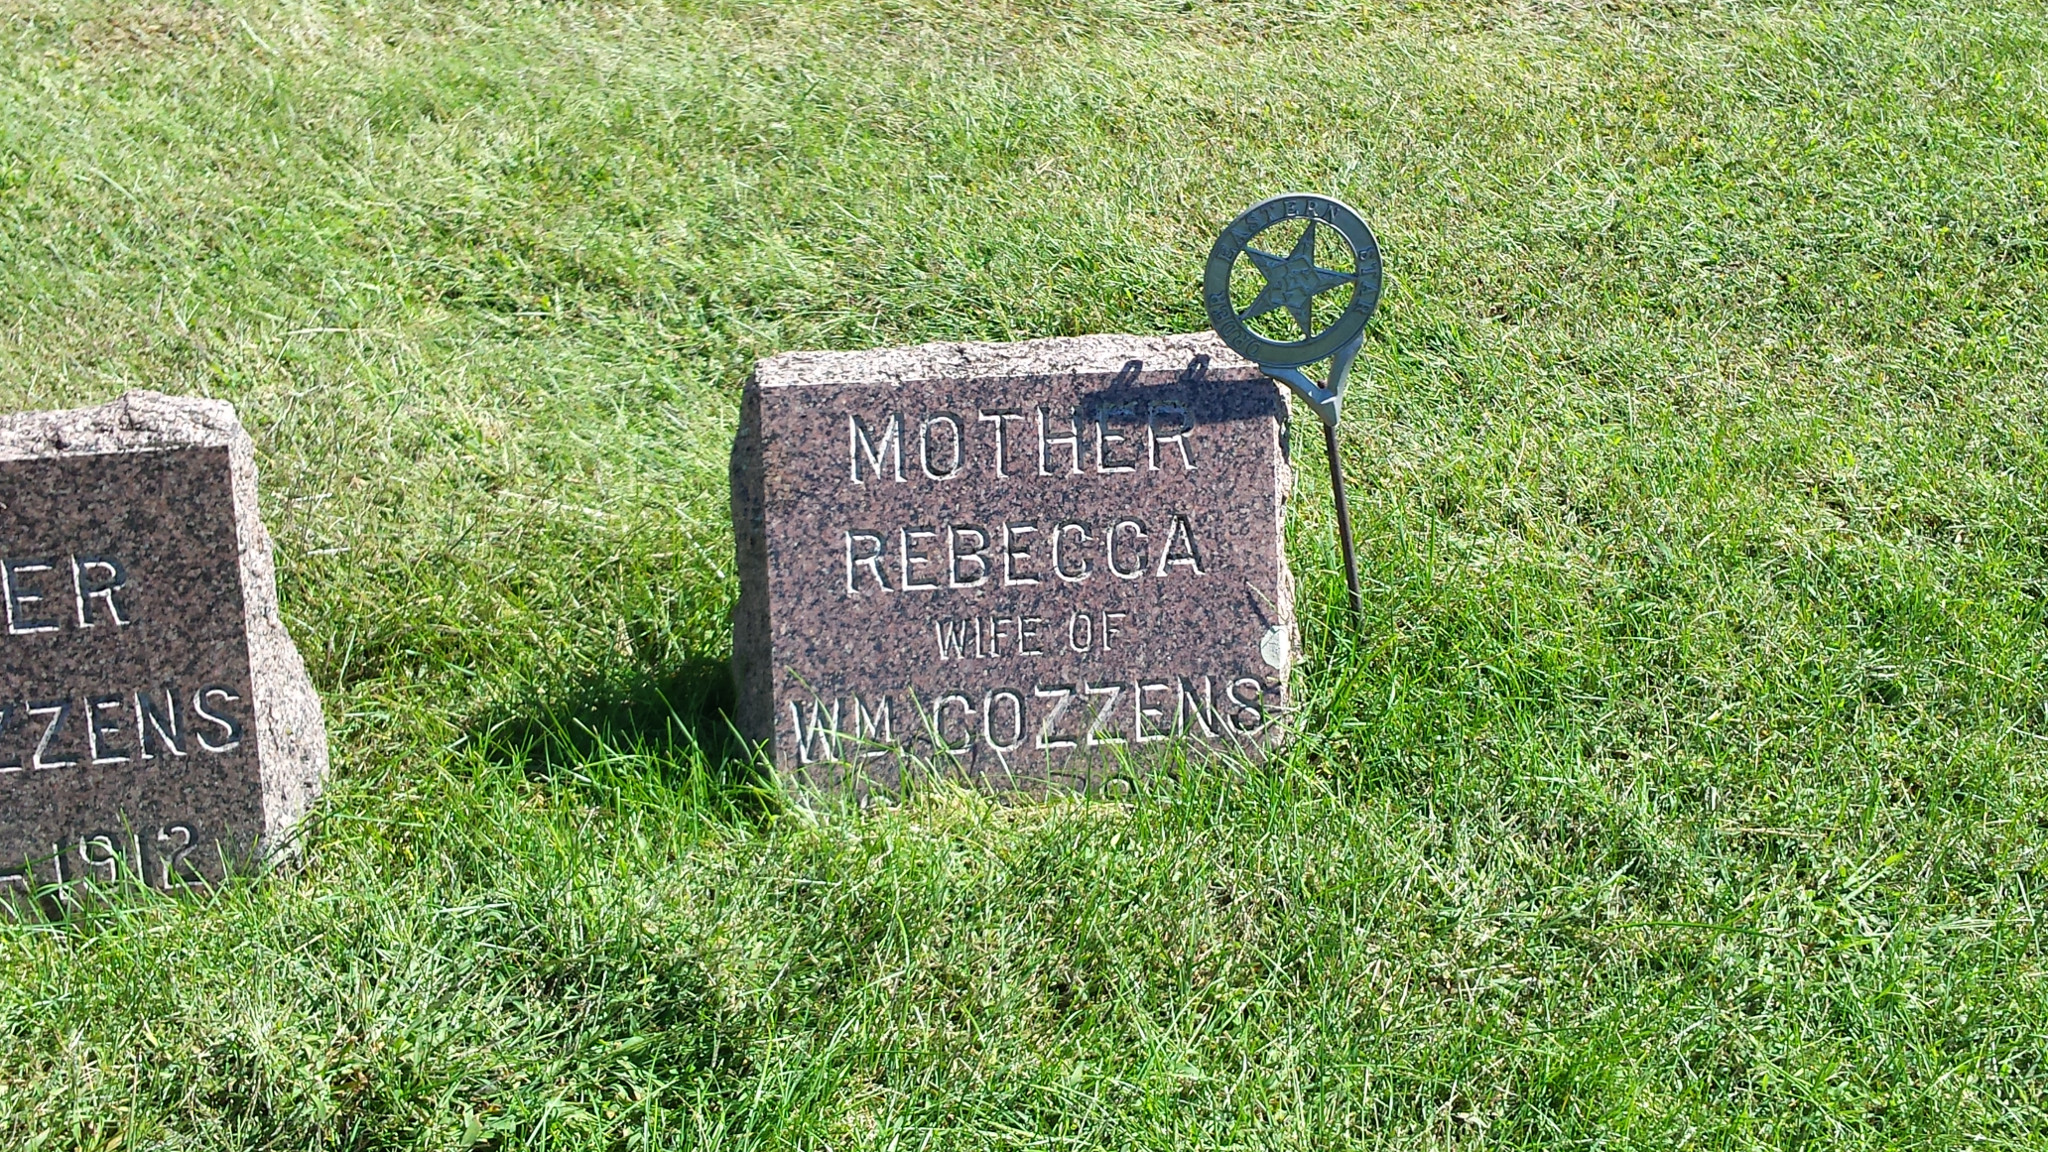 ORDER EASTERN STAR
MOTHER
REBECCA
WIFE OF
WM COZZENS
ER
ZZENS
-1912